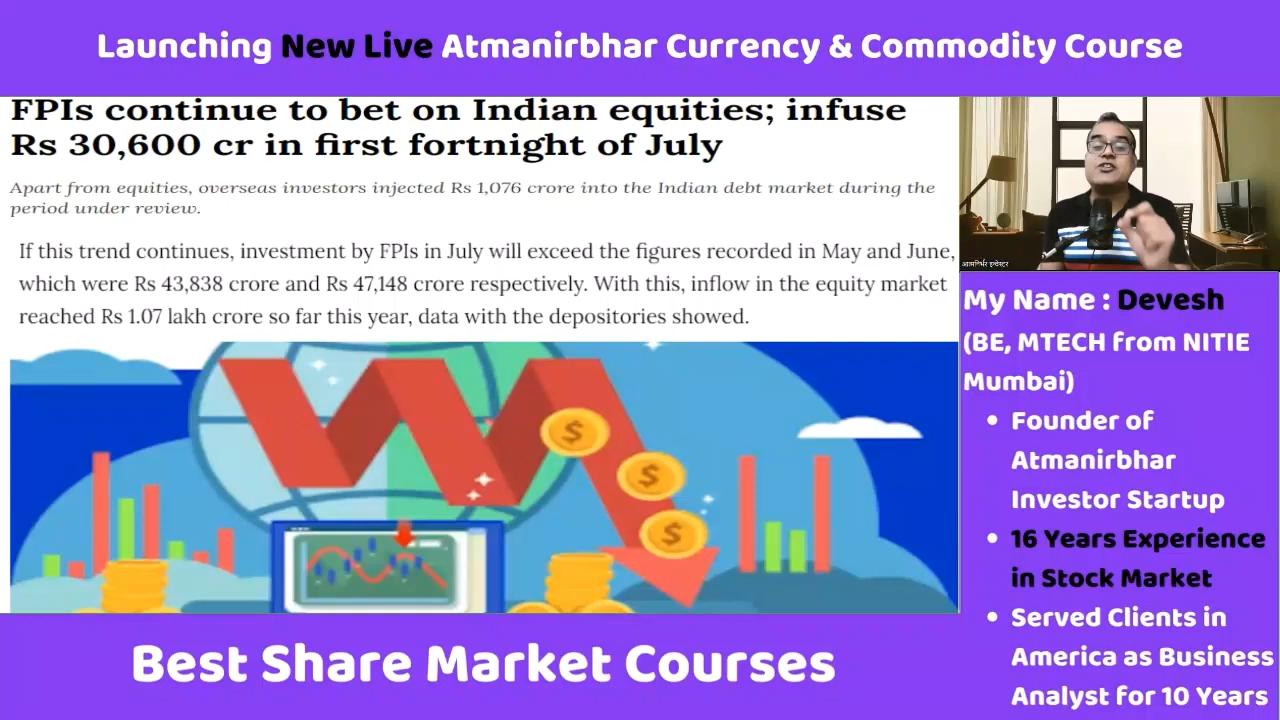 Launching New Live Atmanirbhar Currency & Commodity Course
FPIs continue to bet on Indian equities; infuse
Rs 30,600 cr in first fortnight of July
Apart from equities, overseas investors injected Rs 1,076 crore into the Indian debt market during the
period under review.
If this trend continues, investment by FPIs in July will exceed the figures recorded in May and June,
which were Rs 43,838 crore and Rs 47,148 crore respectively. With this, inflow in the equity market
reached Rs 1.07 lakh crore so far this year, data with the depositories showed.
$
$
$
आत्मनिर्भर इन्वेस्टर
My Name : Devesh
(BE, MTECH from NITIE
Mumbai)
• Founder of
Atmanirbhar
Investor Startup
• 16 Years Experience
in Stock Market
• Served Clients in
America as Business
Analyst for 10 Years
Best Share Market Courses